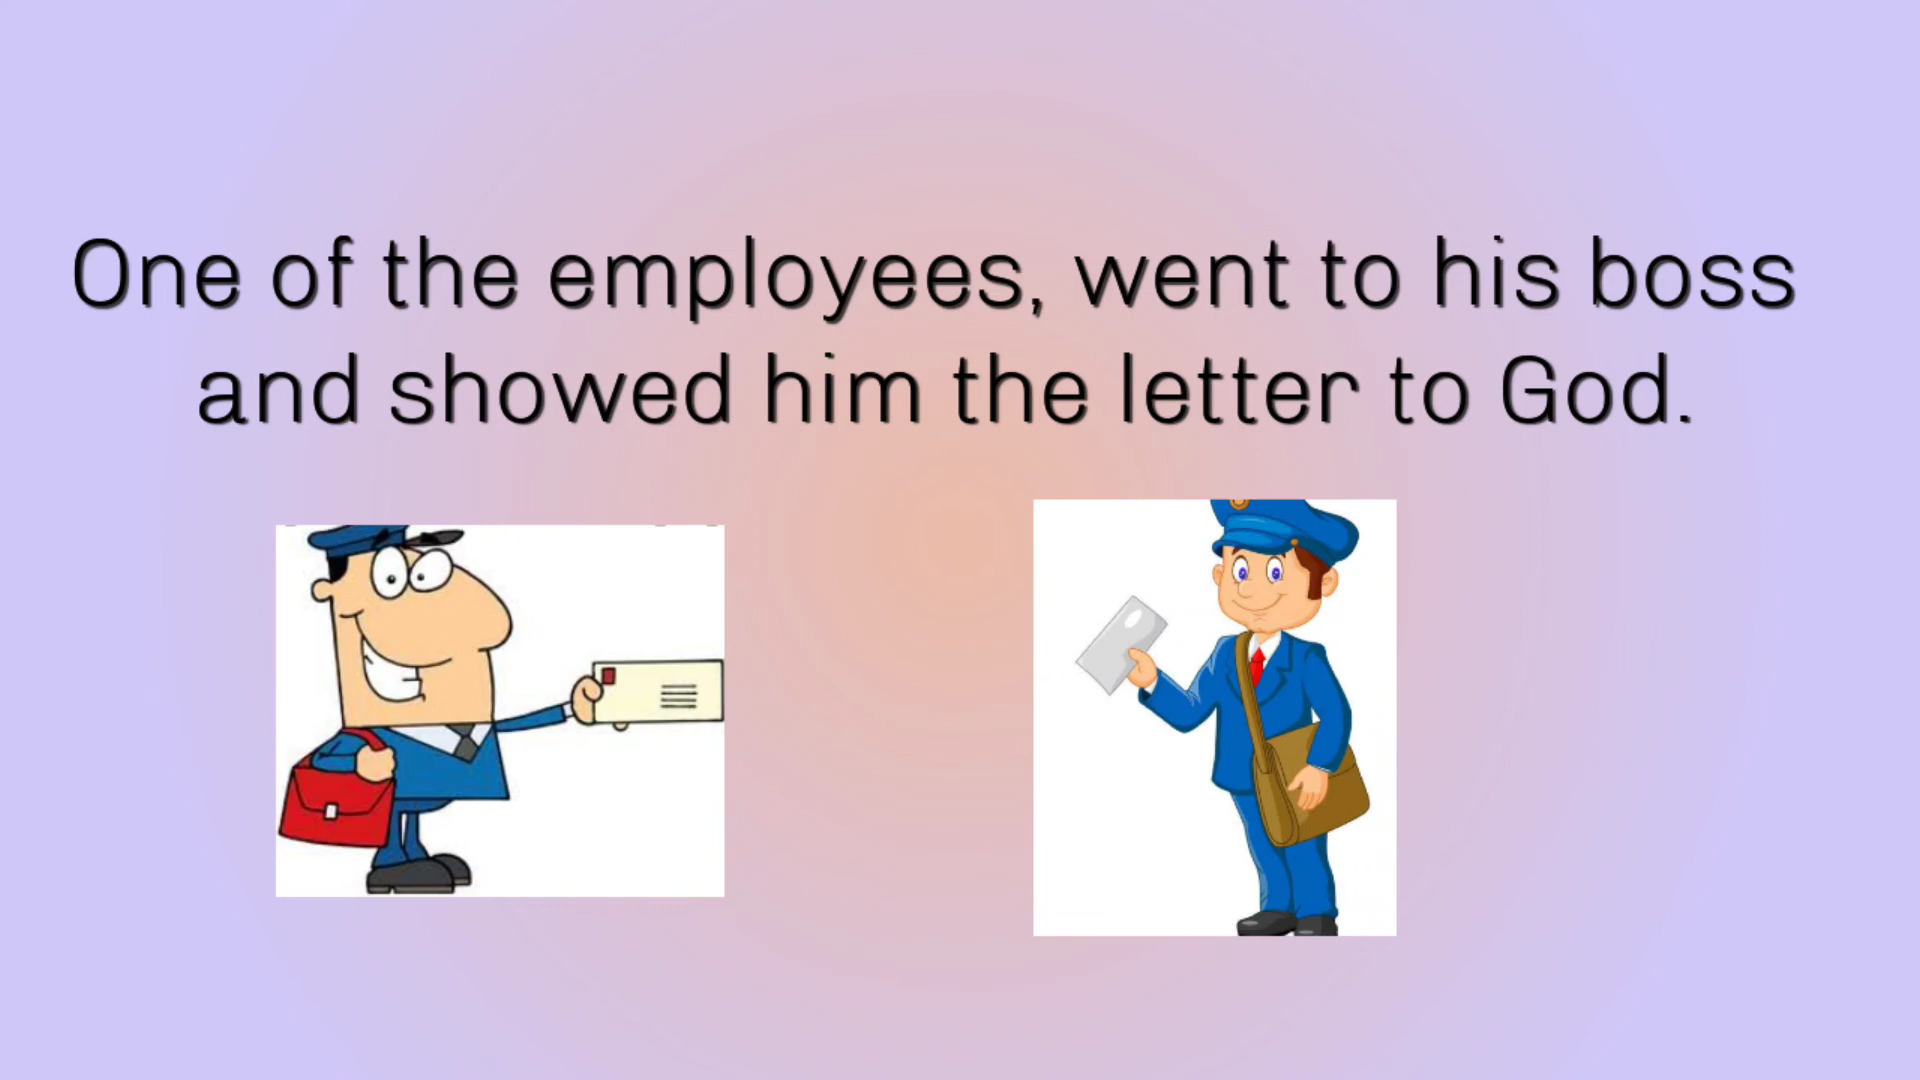 One of the employees, went to his boss
and showed him the letter to God.